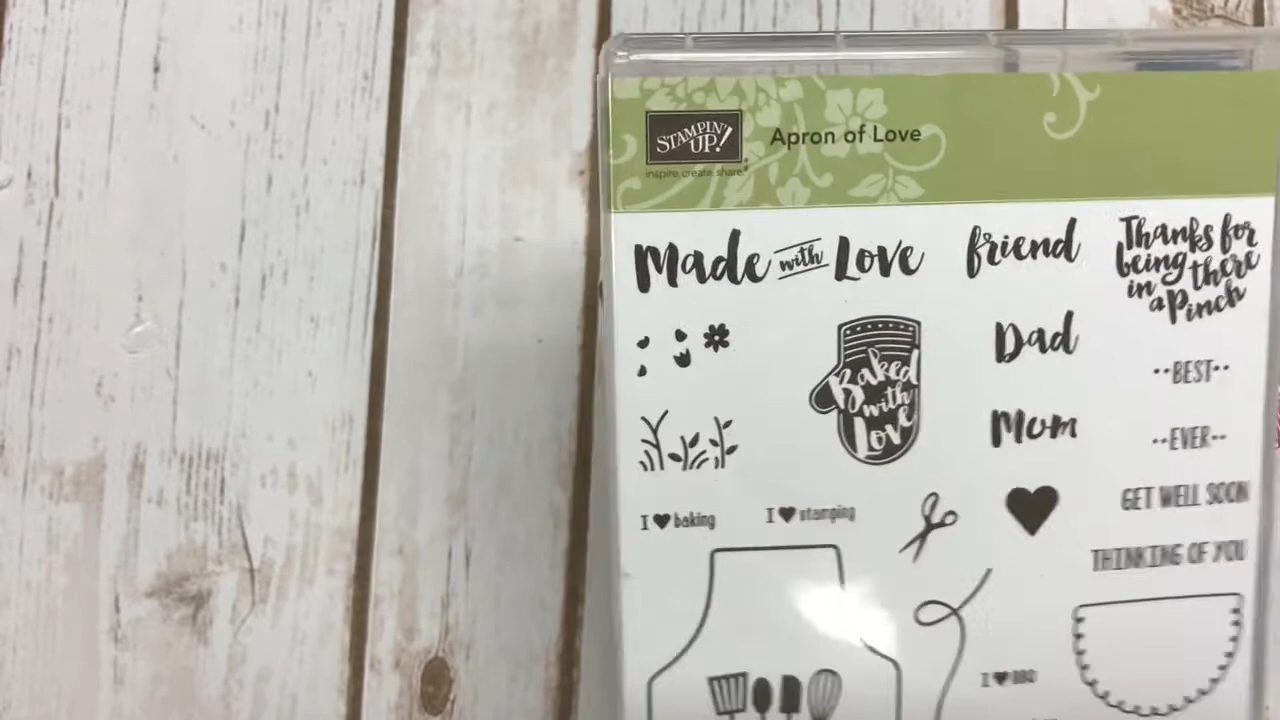 STAMPIN' UP!
inspire. create. share.®
Apron of Love
Made with Love
friend
Thanks for
being there
in
a Pinch
Dad
Baked
with
Love
··BEST··
Mom
··EVER··
I ♥ baking
I ♥ stamping
GET WELL SOON
THINKING OF YOU
I ♥ BBQ